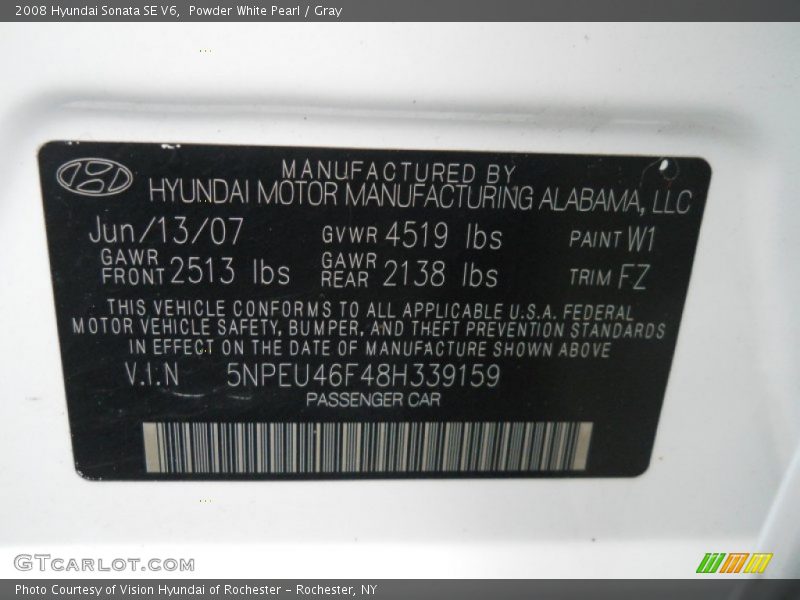 2008 Hyundai Sonata SE V6,  Powder White Pearl / Gray
MANUFACTURED BY
HYUNDAI MOTOR MANUFACTURING ALABAMA, LLC
Jun/13/07 GVWR 4519 lbs PAINT W1
GAWR FRONT 2513 lbs GAWR REAR 2138 lbs TRIM FZ
THIS VEHICLE CONFORMS TO ALL APPLICABLE U.S.A. FEDERAL
MOTOR VEHICLE SAFETY, BUMPER, AND THEFT PREVENTION STANDARDS
IN EFFECT ON THE DATE OF MANUFACTURE SHOWN ABOVE
V.I.N 5NPEU46F48H339159
PASSENGER CAR
GTCARLOT.COM
Photo Courtesy of Vision Hyundai of Rochester – Rochester, NY